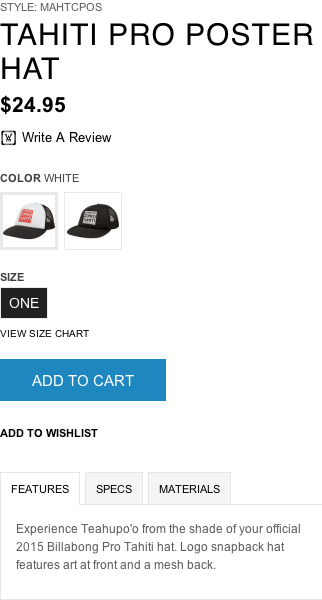 STYLE: MAHTCPOS
TAHITI PRO POSTER
HAT
$24.95
Write A Review
COLOR WHITE
SIZE
ONE
VIEW SIZE CHART
ADD TO CART
ADD TO WISHLIST
FEATURES SPECS MATERIALS
Experience Teahupo'o from the shade of your official
2015 Billabong Pro Tahiti hat. Logo snapback hat
features art at front and a mesh back.